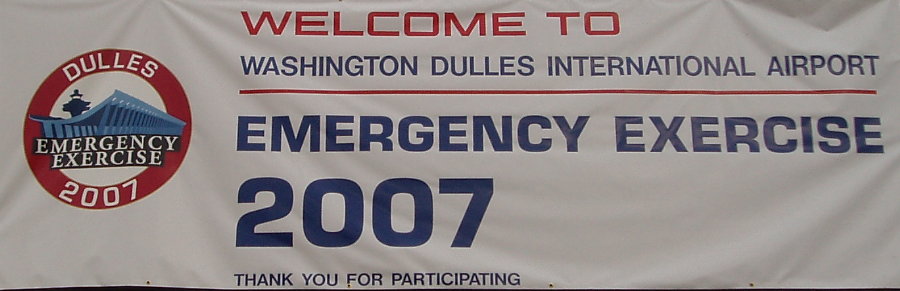 DULLES
EMERGENCY
EXERCISE
2007
WELCOME TO
WASHINGTON DULLES INTERNATIONAL AIRPORT
EMERGENCY EXERCISE
2007
THANK YOU FOR PARTICIPATING